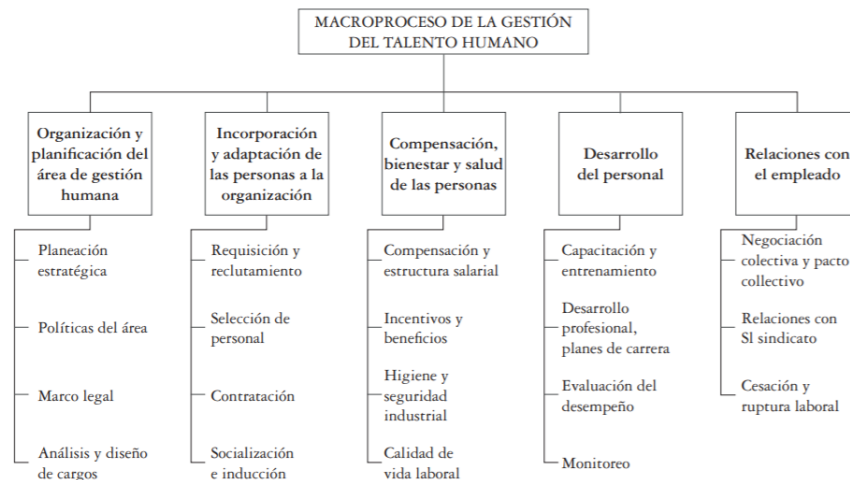 MACROPROCESO DE LA GESTIÓN
DEL TALENTO HUMANO
Organización y
planificación del
área de gestión
humana
Planeación
estratégica
Políticas del área
Marco legal
Análisis y diseño
de cargos
Incorporación
y adaptación de
las personas a la
organización
Requisición y
reclutamiento
Selección de
personal
Contratación
Socialización
e inducción
Compensación,
bienestar y salud
de las personas
Compensación y
estructura salarial
Incentivos y
beneficios
Higiene y
seguridad
industrial
Calidad de
vida laboral
Desarrollo
del personal
Capacitación y
entrenamiento
Desarrollo
profesional,
planes de carrera
Evaluación del
desempeño
Monitoreo
Relaciones con
el empleado
Negociación
colectiva y pacto
collectivo
Relaciones con
Sl sindicato
Cesación y
ruptura laboral